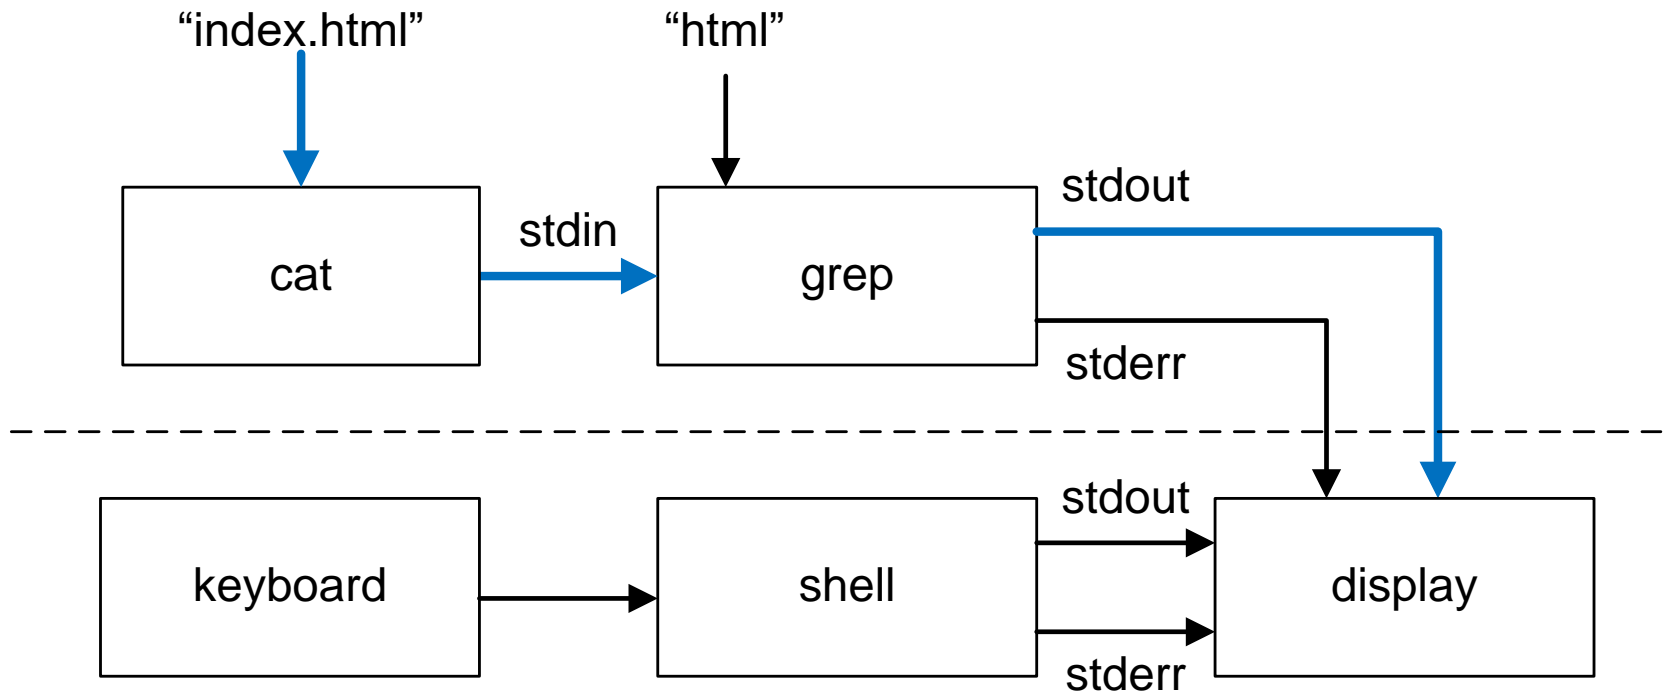 “index.html”
“html”
stdout
stdin
cat
grep
stderr
stdout
keyboard
shell
display
stderr